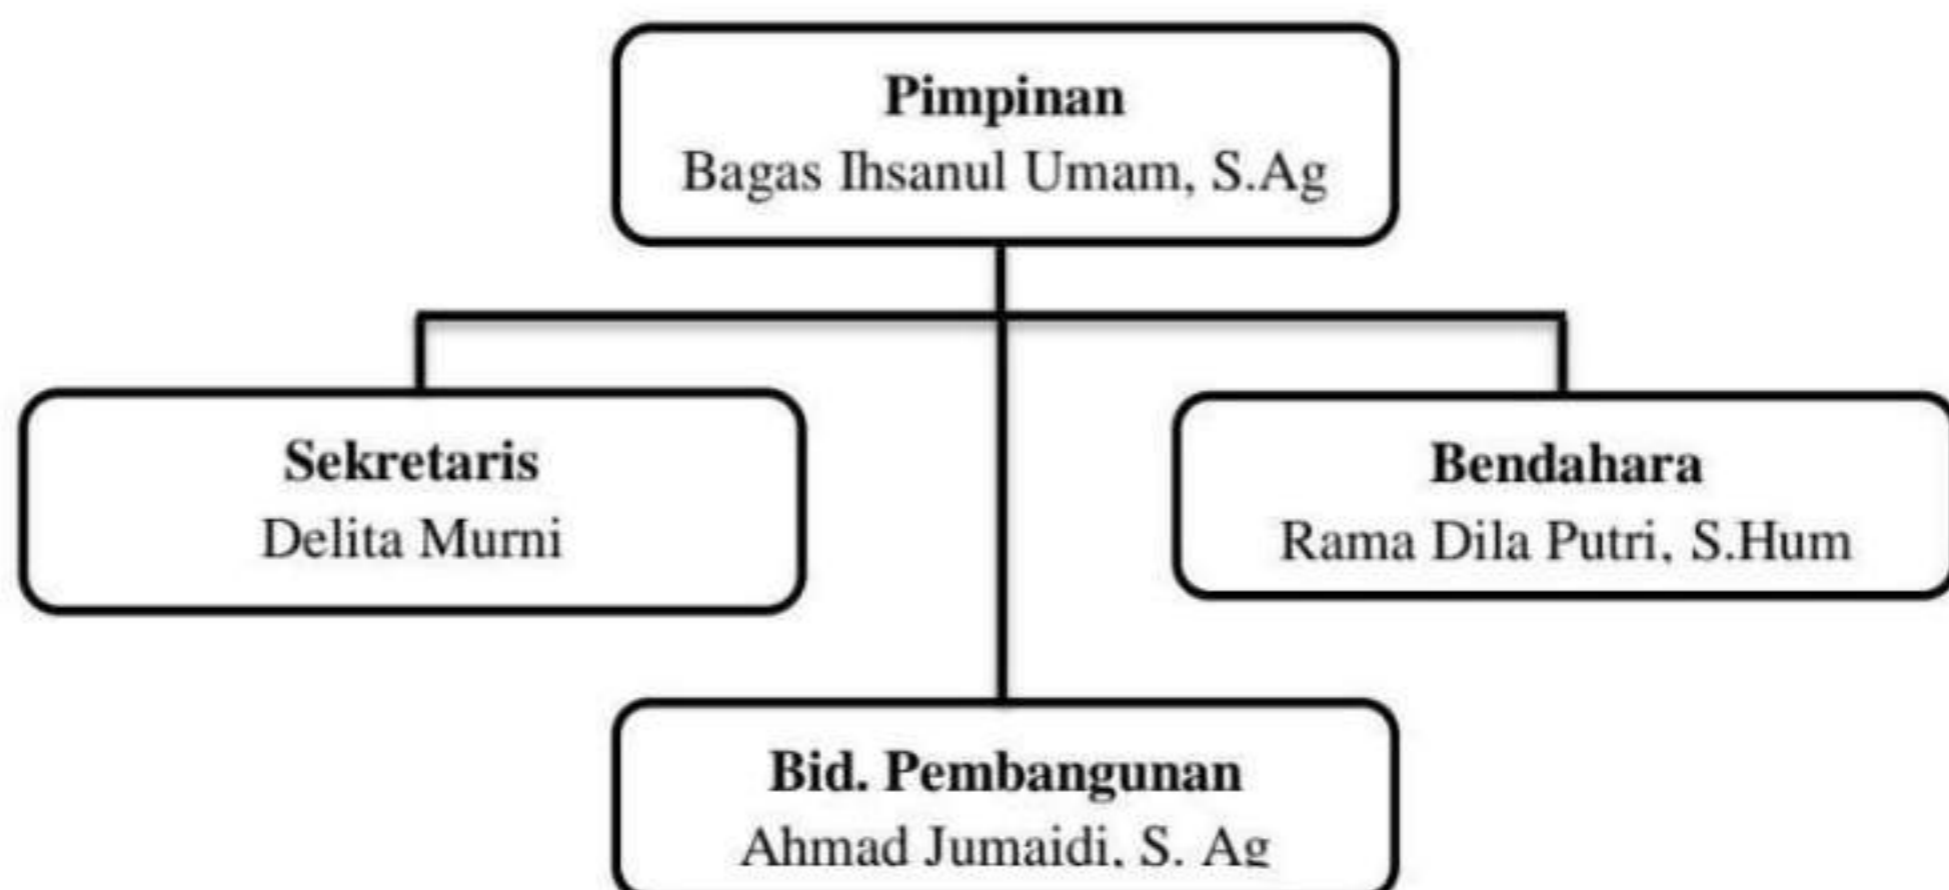 Pimpinan
Bagas Ihsanul Umam, S.Ag
Sekretaris
Delita Murni
Bendahara
Rama Dila Putri, S.Hum
Bid. Pembangunan
Ahmad Jumaidi, S. Ag